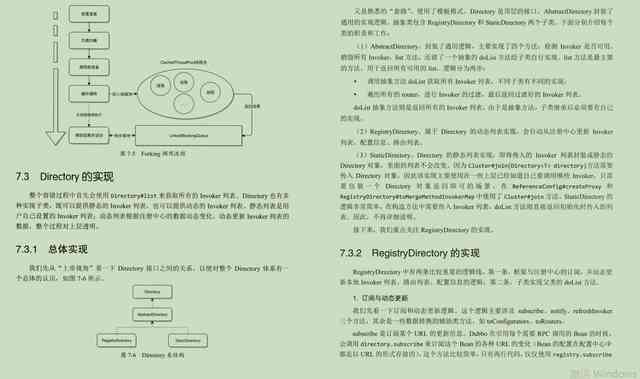 CachedThreadPool线程池
线程
线程
线程
返回结果
LinkedBlockingQueue
图 7-5 Forking 调用流程
7.3 Directory 的实现
整个容错过程中首先会使用 Directory#list 来获取所有的 Invoker 列表。Directory 也有多
种实现子类，既可以提供静态的 Invoker 列表，也可以提供动态的 Invoker 列表。静态列表是用
户自己设置的 Invoker 列表；动态列表根据注册中心的数据动态变化，动态更新 Invoker 列表的
数据，整个过程对上层透明。
7.3.1 总体实现
我们先从“上帝视角”看一下 Directory 接口之间的关系，以便对整个 Directory 体系有一
个总体的认识，如图 7-6 所示。
Directory
AbstractDirectory
RegistryDirectory
StaticDirectory
图 7-6 Directory 总体结构
又是熟悉的“套路”，使用了模板模式。Directory 是顶层的接口。AbstractDirectory 封装了
通用的实现逻辑。抽象类包含 RegistryDirectory 和 StaticDirectory 两个子类。下面分别介绍每个
类的职责和工作：
（1）AbstractDirectory。封装了通用逻辑，主要实现了四个方法：检测 Invoker 是否可用，
销毁所有 Invoker，list 方法，还留了一个抽象的 doList 方法给子类自行实现。list 方法是最主要
的方法，用于返回所有可用的 list，逻辑分为两步：
• 调用抽象方法 doList 获取所有 Invoker 列表，不同子类有不同的实现；
• 遍历所有的 router，进行 Invoker 的过滤，最后返回过滤好的 Invoker 列表。
doList 抽象方法则是返回所有的 Invoker 列表，由于是抽象方法，子类继承后必须要有自己
的实现。
（2）RegistryDirectory。属于 Directory 的动态列表实现，会自动从注册中心更新 Invoker
列表、配置信息、路由列表。
（3）StaticDirectory。Directory 的静态列表实现，即将传入的 Invoker 列表封装成静态的
Directory 对象，里面的列表不会改变。因为 Cluster#join(Directory<T> directory)方法需要
传入 Directory 对象，因此该实现主要使用在一些上层已经知道自己要调用哪些 Invoker，只需
要包装一个 Directory 对象返回即可的场景。在 ReferenceConfig#createProxy 和
RegistryDirectory#toMergeMethodInvokerMap 中使用了 Cluster#join 方法。StaticDirectory 的
逻辑非常简单，在构造方法中需要传入 Invoker 列表，doList 方法则直接返回初始化时传入的列
表。因此，不再详细说明。
接下来，我们重点关注 RegistryDirectory 的实现。
7.3.2 RegistryDirectory 的实现
RegistryDirectory 中有两条比较重要的逻辑线，第一条，框架与注册中心的订阅，并动态更
新本地 Invoker 列表、路由列表、配置信息的逻辑；第二条，子类实现父类的 doList 方法。
1. 订阅与动态更新
我们先看一下订阅和动态更新逻辑。这个逻辑主要涉及 subscribe、notify、refreshInvoker
三个方法。其余是一些数据转换的辅助类方法，如 toConfigurators、toRouters。
subscribe 是订阅某个 URL 的更新信息。Dubbo 在引用每个需要 RPC 调用的 Bean 的时候，
会调用 directory.subscribe 来订阅这个 Bean 的各种 URL 的变化（Bean 的配置在配置中心中
都是以 URL 的形式存放的）。这个方法比较简单，只有两行代码，仅仅使用 registry.subscribe
激活 Windows